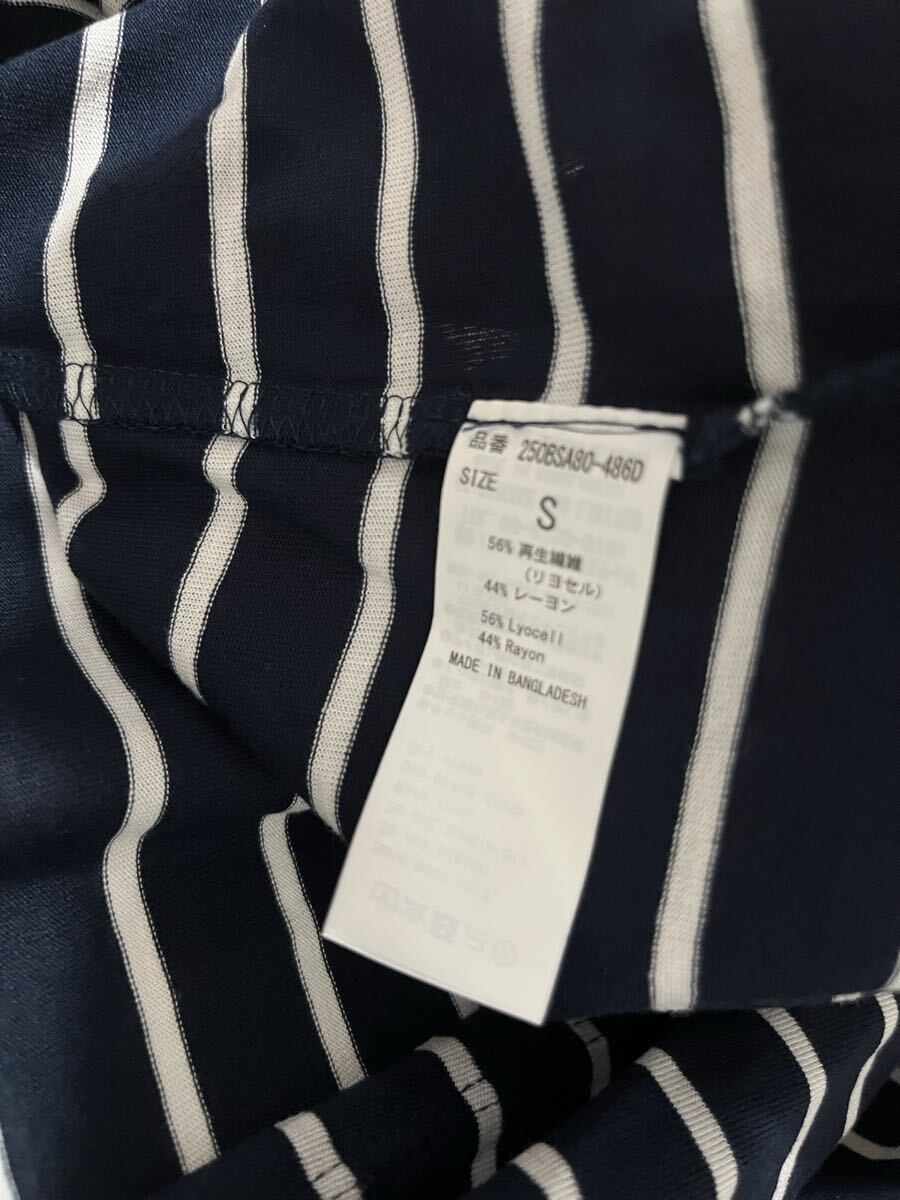 品番 250BSA80-486D
SIZE
S
56% 再生繊維
(リヨセル)
44% レーヨン
56% Lyocell
44% Rayon
MADE IN BANGLADESH